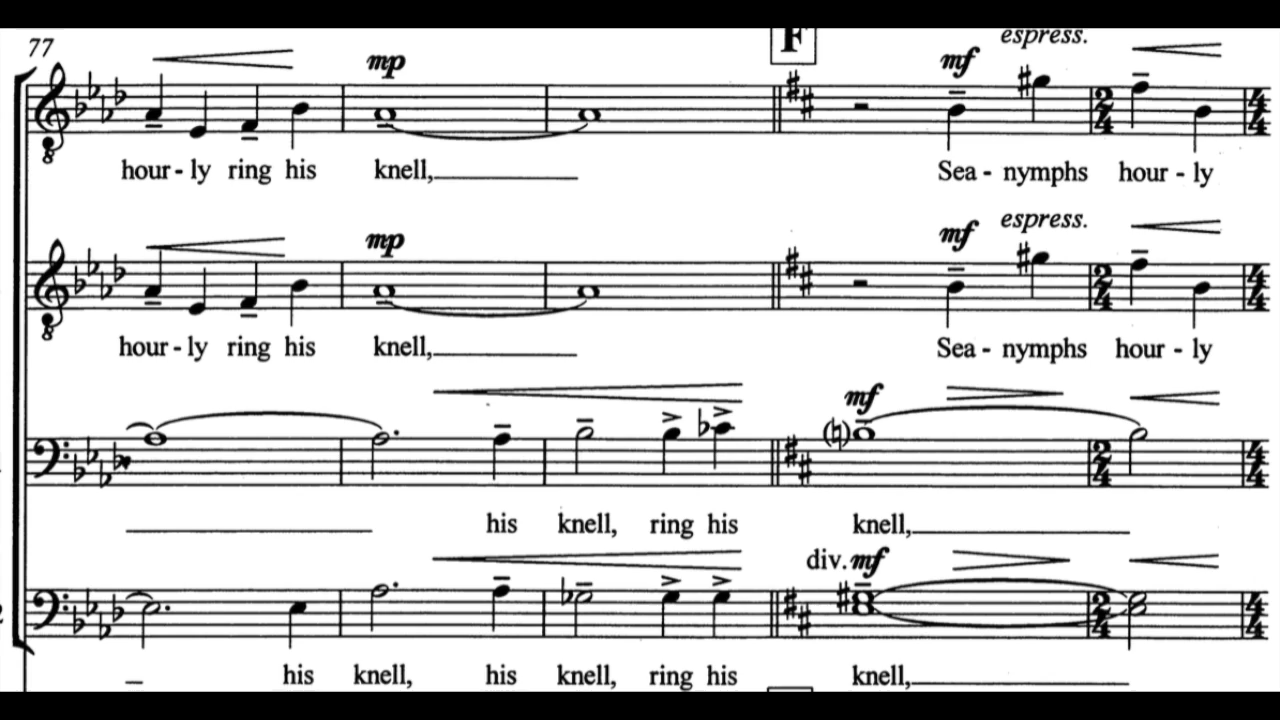 77
F
espress.
mp
mf
hour - ly ring his knell, Sea - nymphs hour - ly
espress.
mp
mf
hour - ly ring his knell, Sea - nymphs hour - ly
mf
his knell, ring his knell,
div. mf
his knell, his knell, ring his knell,